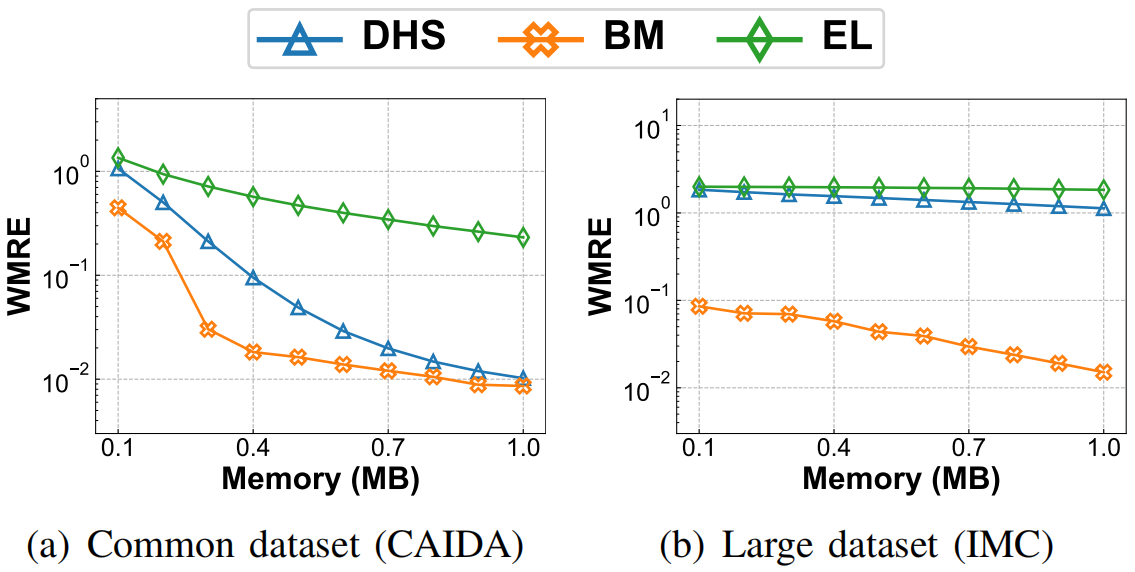 DHS BM EL
WMRE
10^0
10^-1
10^-2
0.1 0.4 0.7 1.0
Memory (MB)
(a) Common dataset (CAIDA)
WMRE
10^1
10^0
10^-1
10^-2
0.1 0.4 0.7 1.0
Memory (MB)
(b) Large dataset (IMC)